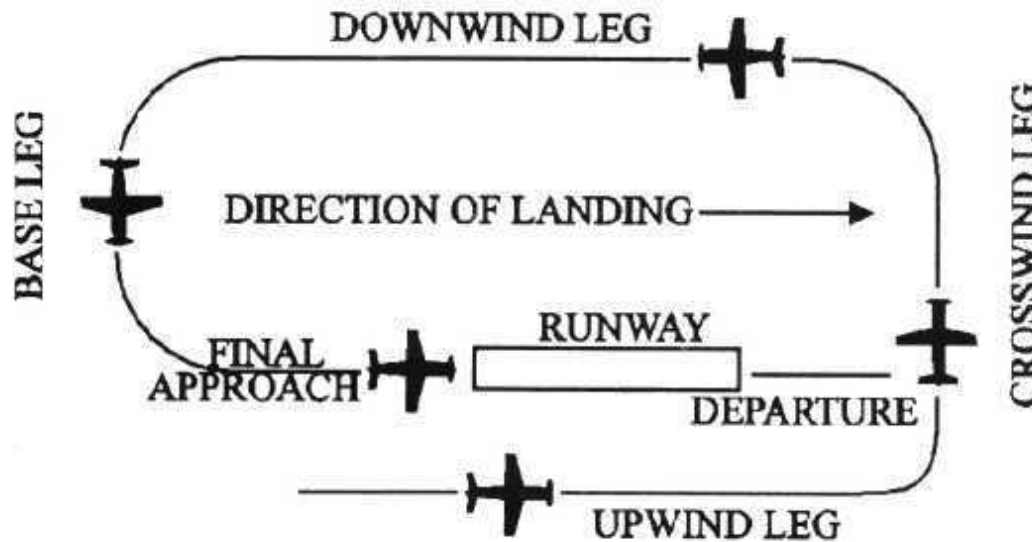 DOWNWIND LEG
BASE LEG
CROSSWIND LEG
DIRECTION OF LANDING
RUNWAY
FINAL
APPROACH
DEPARTURE
UPWIND LEG